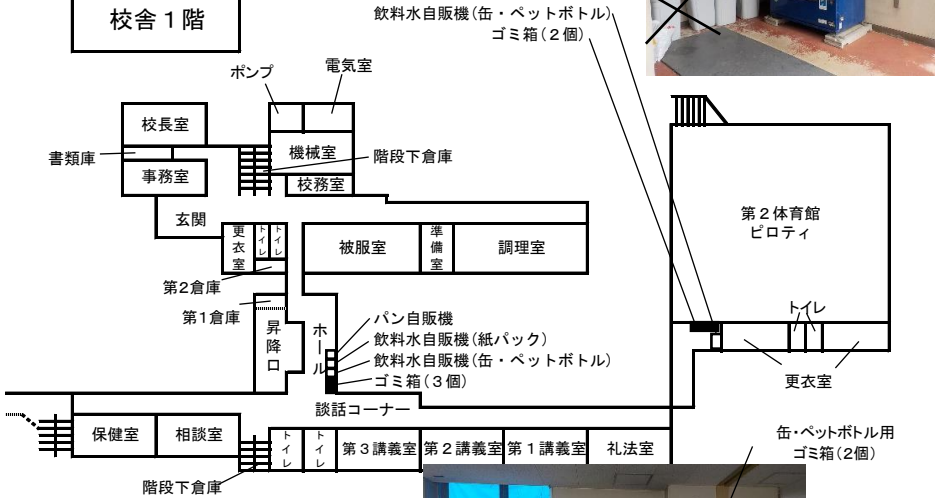 校舎１階
飲料水自販機(缶・ペットボトル)
ゴミ箱(２個)
ポンプ
電気室
校長室
書類庫
機械室
階段下倉庫
事務室
校務室
玄関
更衣室
トイレ
トイレ
被服室
準備室
調理室
第２体育館
ピロティ
第2倉庫
第1倉庫
昇降口
ホール
パン自販機
飲料水自販機(紙パック)
飲料水自販機(缶・ペットボトル)
ゴミ箱(３個)
トイレ
更衣室
談話コーナー
保健室
相談室
トイレ
トイレ
第３講義室
第２講義室
第１講義室
礼法室
缶・ペットボトル用
ゴミ箱(2個)
階段下倉庫